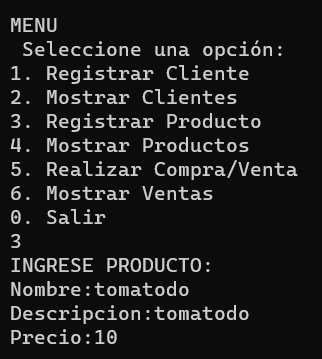 MENU
Seleccione una opción:
1. Registrar Cliente
2. Mostrar Clientes
3. Registrar Producto
4. Mostrar Productos
5. Realizar Compra/Venta
6. Mostrar Ventas
0. Salir
3
INGRESE PRODUCTO:
Nombre:tomatodo
Descripcion:tomatodo
Precio:10